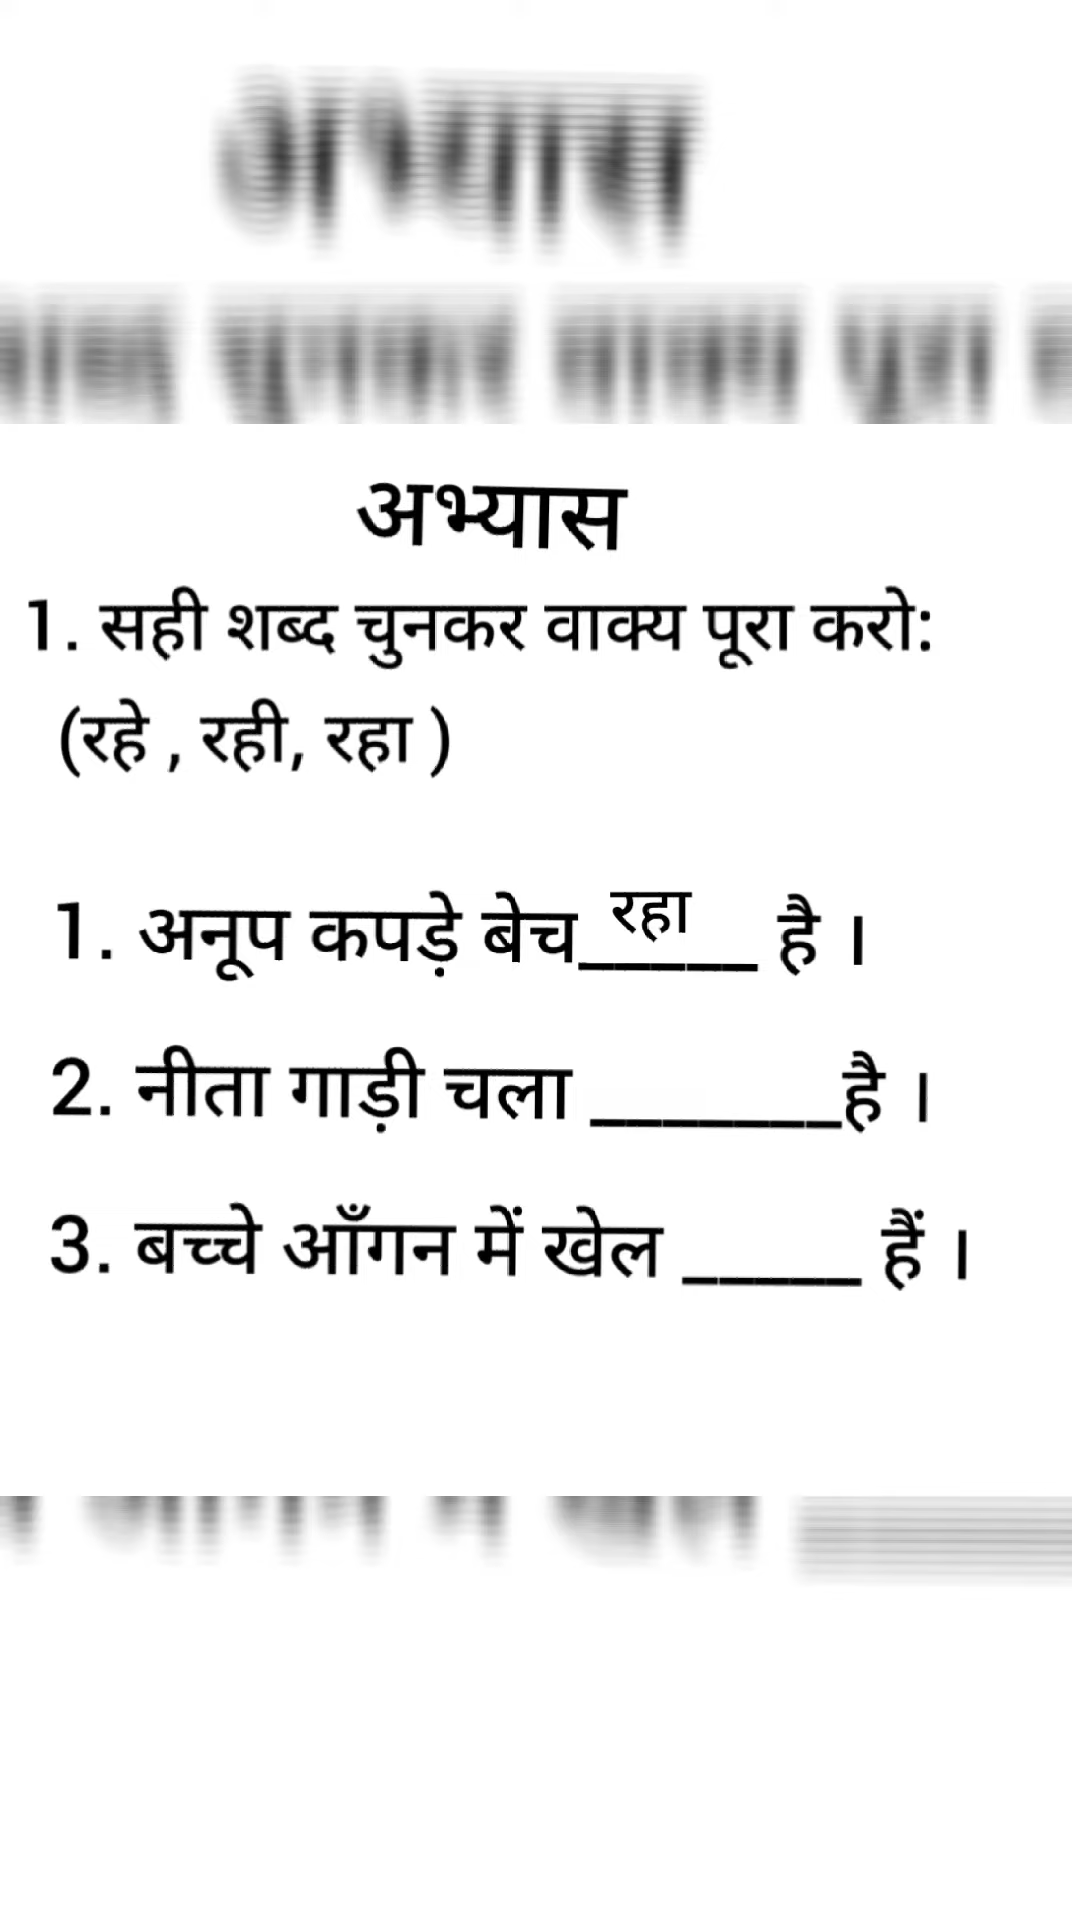 अभ्यास
1. सही शब्द चुनकर वाक्य पूरा करो:
(रहे , रही, रहा )
1. अनूप कपड़े बेच रहा है ।
2. नीता गाड़ी चला _______है ।
3. बच्चे आँगन में खेल _____ हैं ।